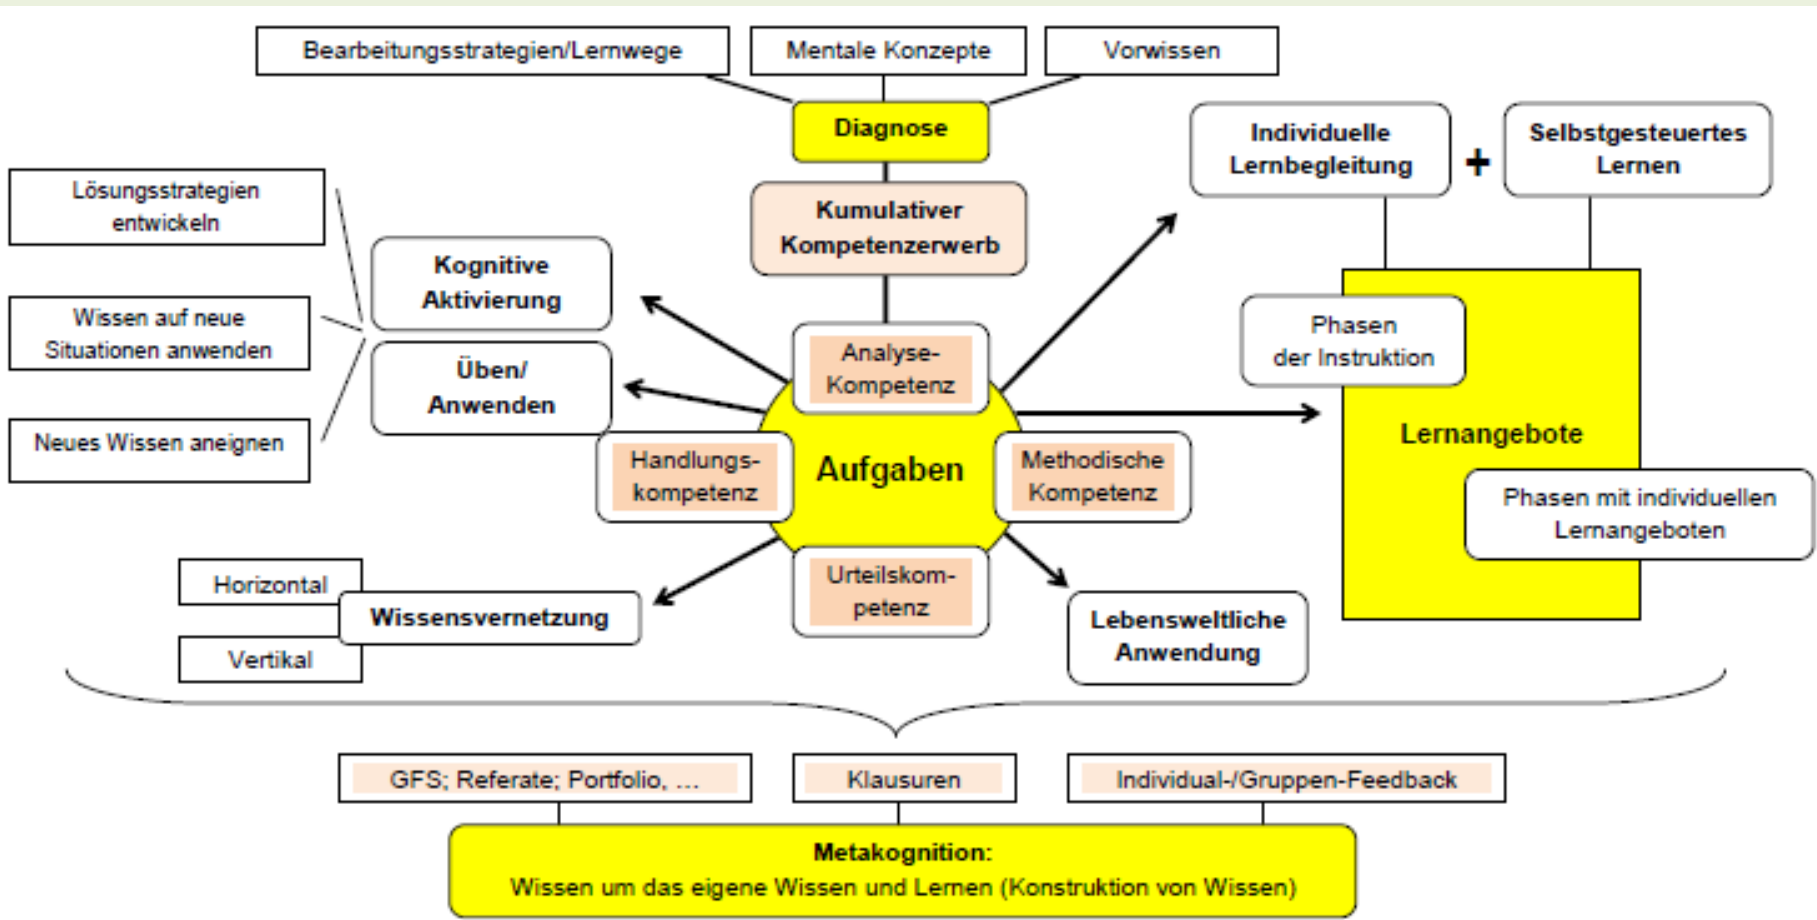 Bearbeitungsstrategien/Lernwege
Mentale Konzepte
Vorwissen
Diagnose
Individuelle
Lernbegleitung
+
Selbstgesteuertes
Lernen
Kumulativer
Kompetenzerwerb
Lösungsstrategien
entwickeln
Wissen auf neue
Situationen anwenden
Neues Wissen aneignen
Kognitive
Aktivierung
Üben/
Anwenden
Analyse-
Kompetenz
Handlungs-
kompetenz
Aufgaben
Methodische
Kompetenz
Urteilskom-
petenz
Phasen
der Instruktion
Lernangebote
Phasen mit individuellen
Lernangeboten
Horizontal
Vertikal
Wissensvernetzung
Lebensweltliche
Anwendung
GFS; Referate; Portfolio, …
Klausuren
Individual-/Gruppen-Feedback
Metakognition:
Wissen um das eigene Wissen und Lernen (Konstruktion von Wissen)